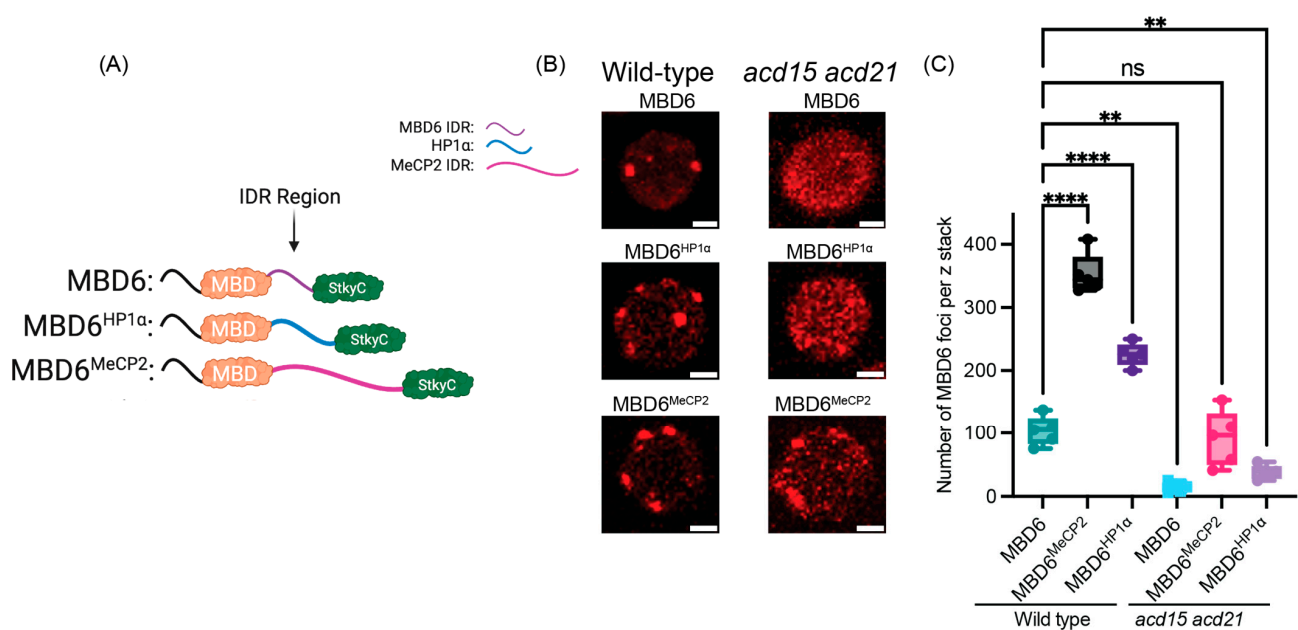 (A)
MBD6 IDR:
HP1α:
MeCP2 IDR:
IDR Region
MBD6: MBD StkyC
MBD6HP1α: MBD StkyC
MBD6MeCP2: MBD StkyC
(B)
Wild-type acd15 acd21
MBD6 MBD6
MBD6HP1α MBD6HP1α
MBD6MeCP2 MBD6MeCP2
(C)
**
ns
**
****
****
Number of MBD6 foci per z stack
400
300
200
100
0
MBD6
MBD6MeCP2
MBD6HP1α
MBD6
MBD6MeCP2
MBD6HP1α
Wild type acd15 acd21